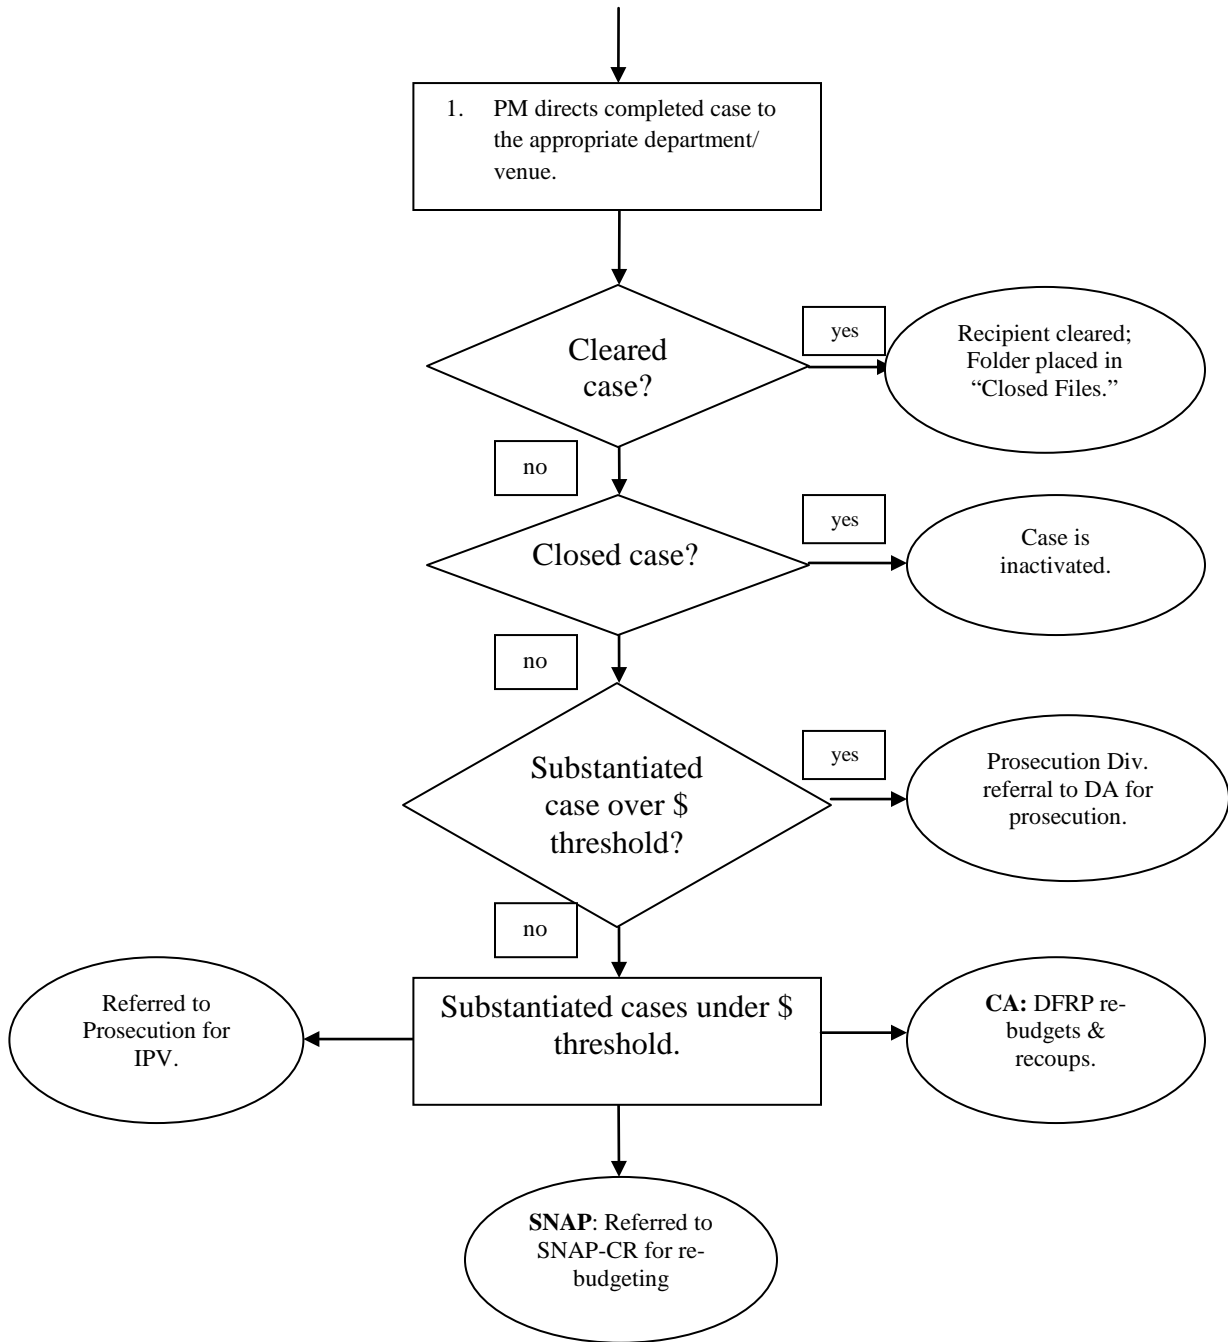 1. PM directs completed case to
the appropriate department/
venue.
Cleared
case?
yes
Recipient cleared;
Folder placed in
“Closed Files.”
no
Closed case?
yes
Case is
inactivated.
no
Substantiated
case over $
threshold?
yes
Prosecution Div.
referral to DA for
prosecution.
no
Substantiated cases under $
threshold.
Referred to
Prosecution for
IPV.
CA: DFRP re-
budgets &
recoups.
SNAP: Referred to
SNAP-CR for re-
budgeting